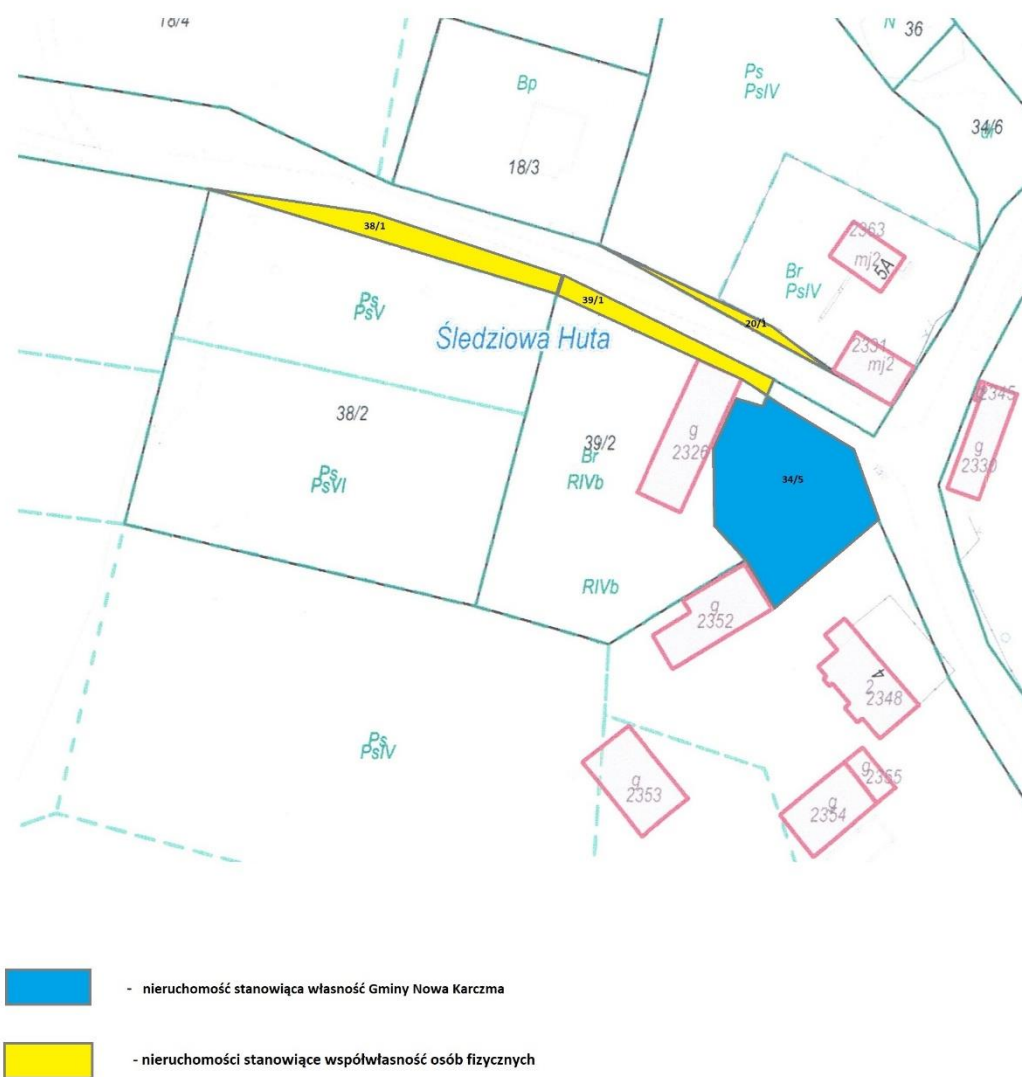 18/4
N 36
Ps
PsIV
Bp
34/6
18/3
2363
mj2
5A
38/1
Br
PsIV
39/1
Ps
PsV
20/1
Śledziowa Huta
2331
mj2
2345
38/2
g
2326
39/2
Br
RIVb
g
2330
Ps
PsVI
34/5
RIVb
g
2352
4
2
2348
Ps
PsIV
g
2353
g
2355
g
2354
- nieruchomość stanowiąca własność Gminy Nowa Karczma
- nieruchomości stanowiące współwłasność osób fizycznych